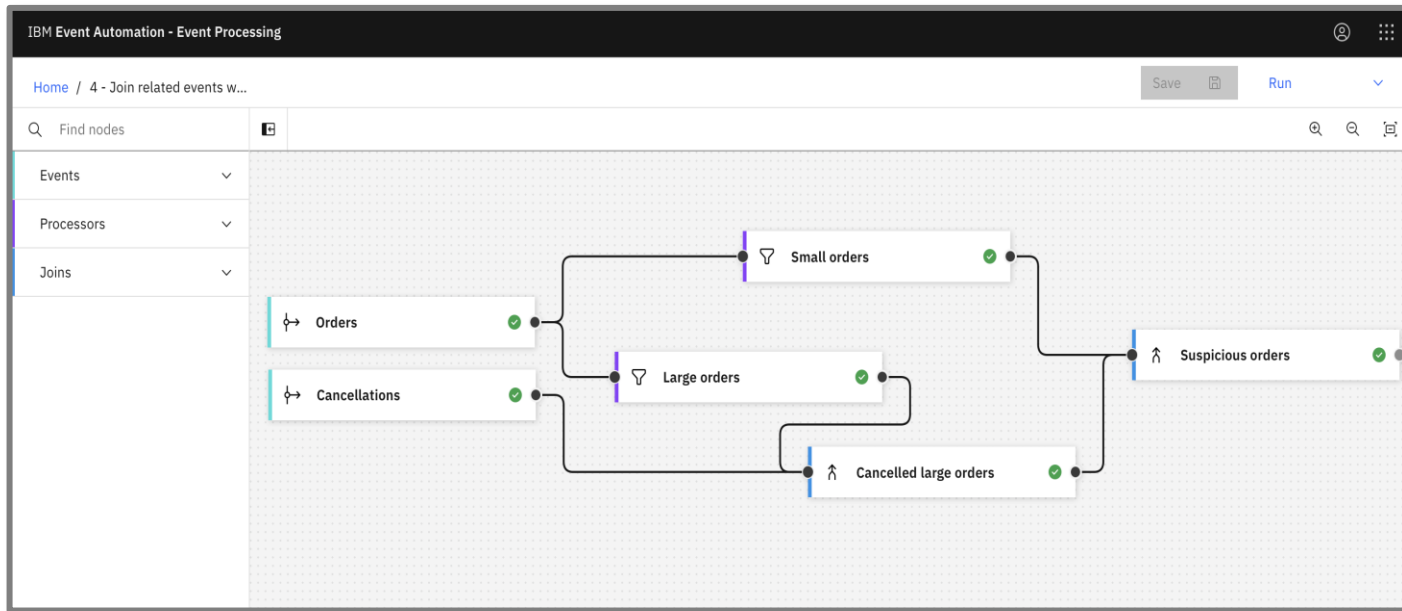 IBM Event Automation - Event Processing
Home / 4 - Join related events w...
Save
Run
Find nodes
Events
Processors
Joins
Small orders
Orders
Large orders
Suspicious orders
Cancellations
Cancelled large orders